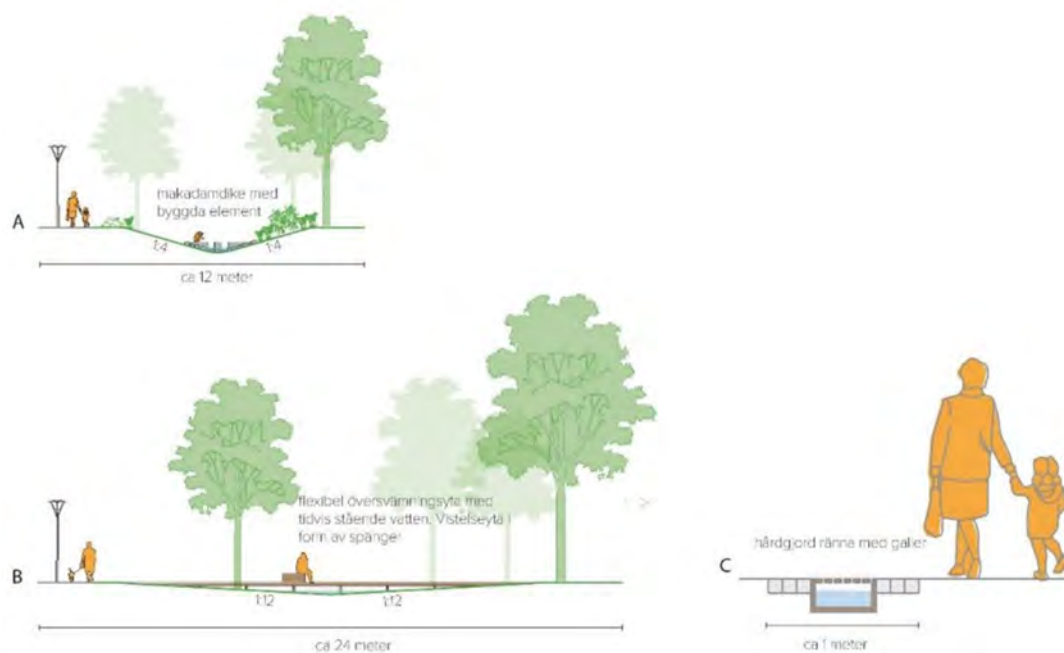 makadamdike med
byggda element
A
1:4
1:4
ca 12 meter
flexibel översvämningsyta med
tidvis stående vatten. Vistelseyta i
form av spänger
B
1:12
1:12
ca 24 meter
hårdgjord ränna med galler
C
ca 1 meter